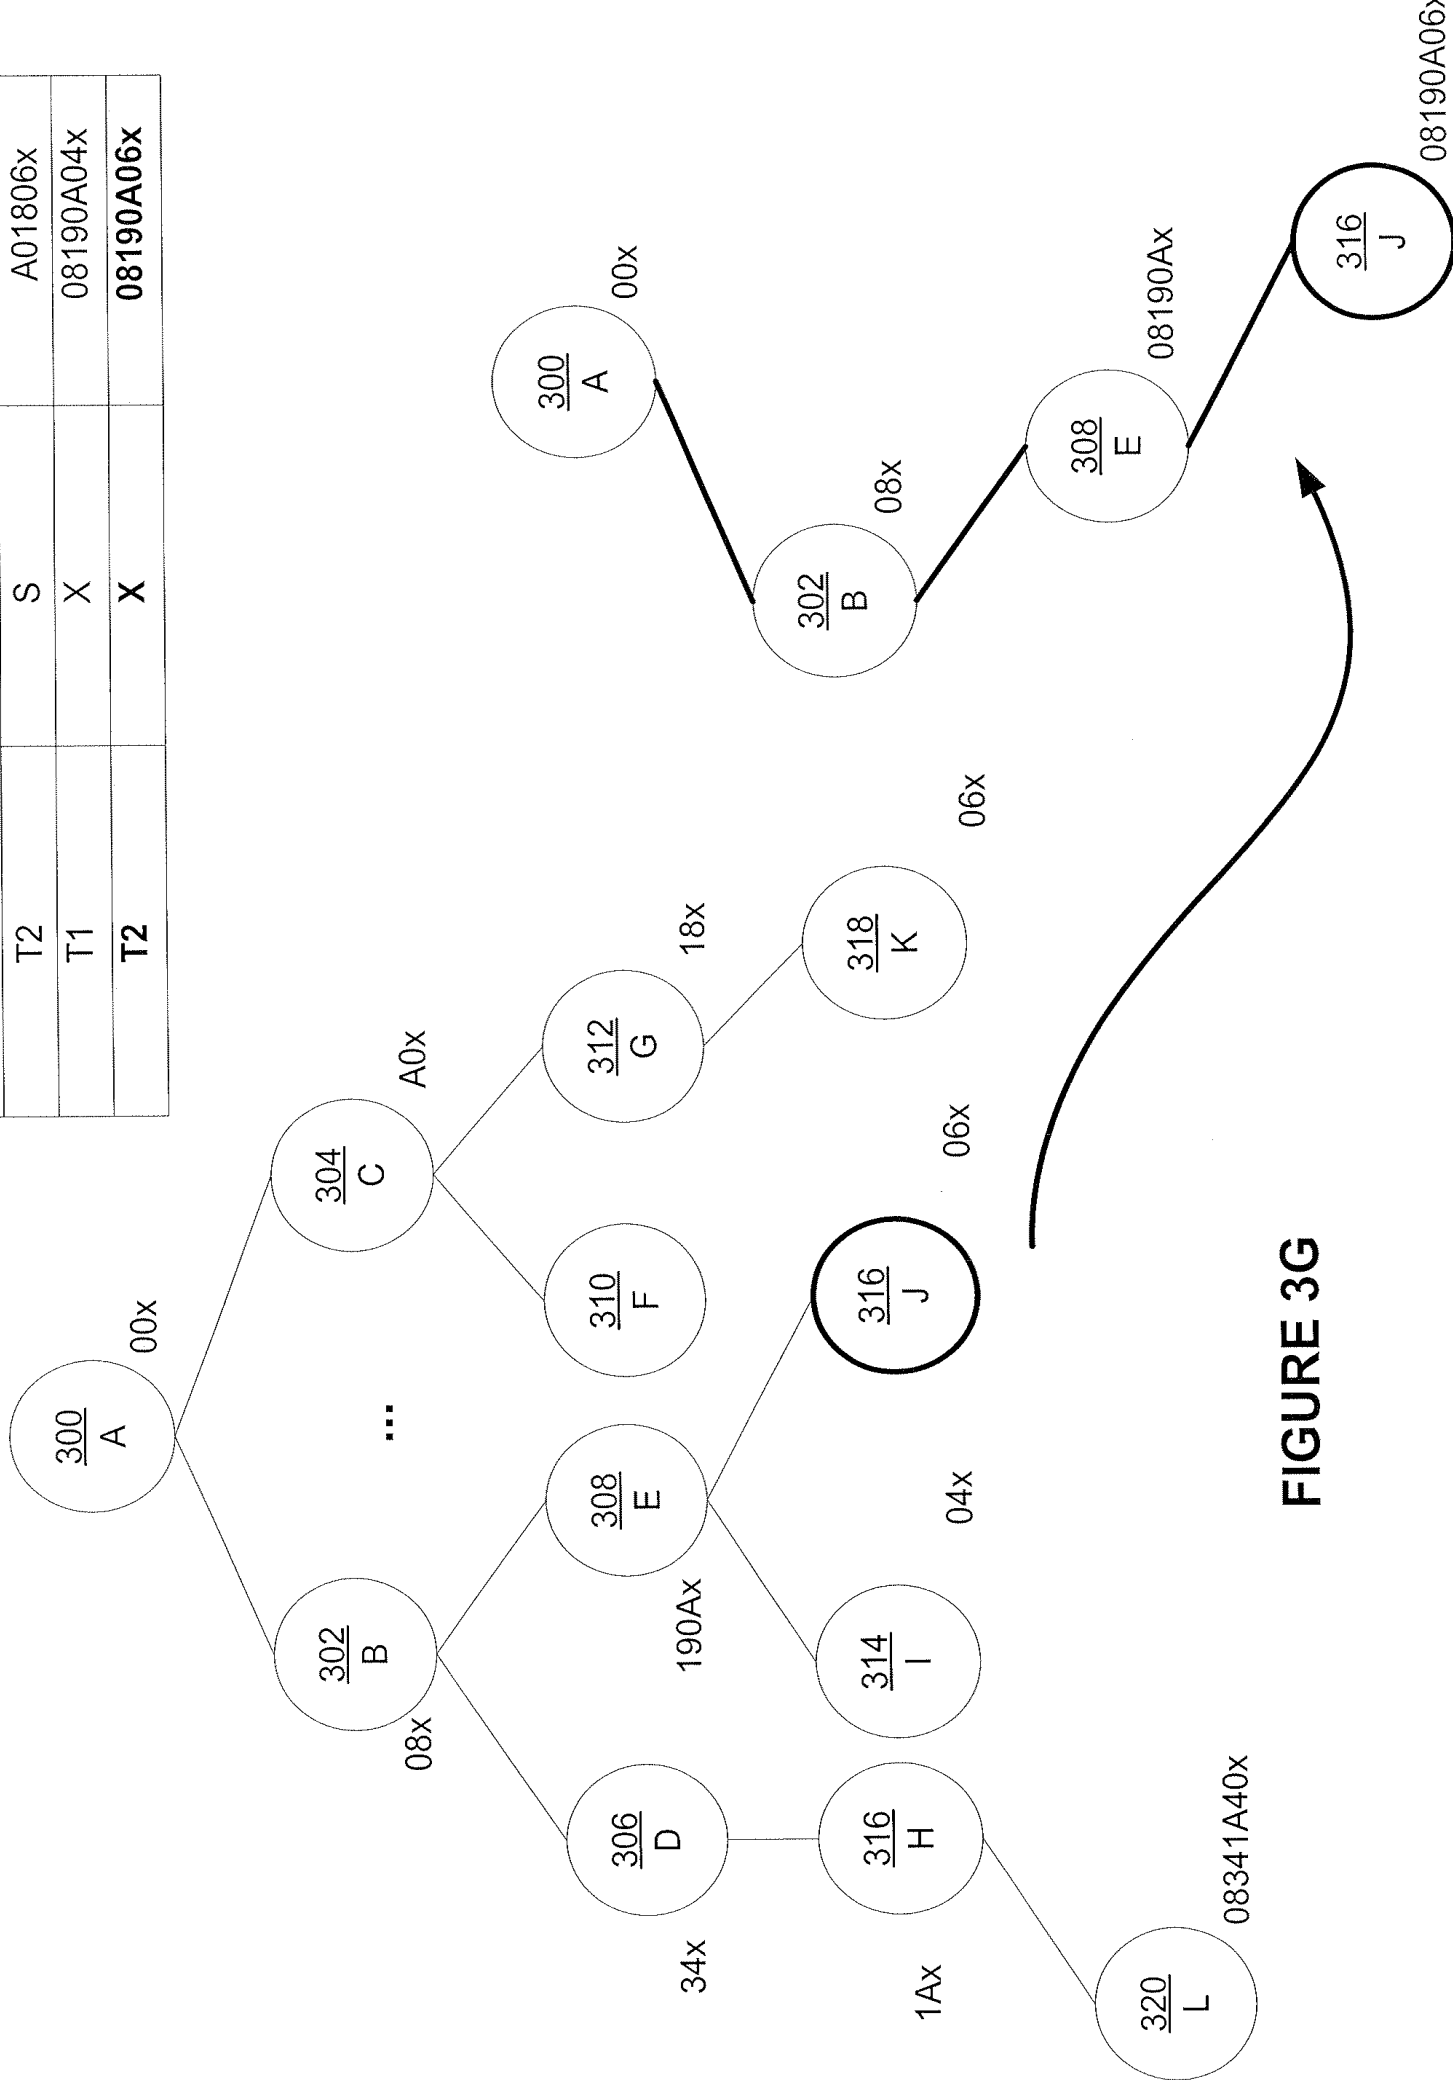 T2 S A01806x
T1 X 08190A04x
T2 X 08190A06x
300
A
00x
302
B
08x
304
C
A0x
...
306
D
34x
308
E
190Ax
310
F
312
G
18x
316
H
1Ax
314
I
04x
316
J
06x
318
K
06x
320
L
08341A40x
300
A
00x
302
B
08x
308
E
08190Ax
316
J
08190A06x
FIGURE 3G